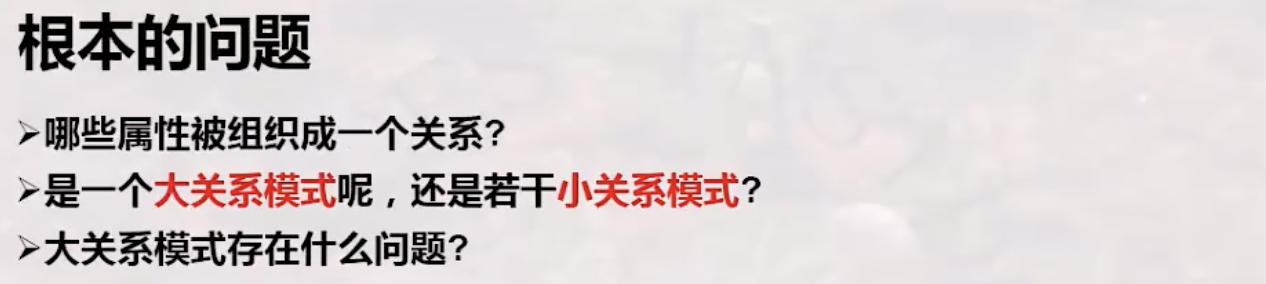 根本的问题
➢哪些属性被组织成一个关系?
➢是一个大关系模式呢，还是若干小关系模式?
➢大关系模式存在什么问题?